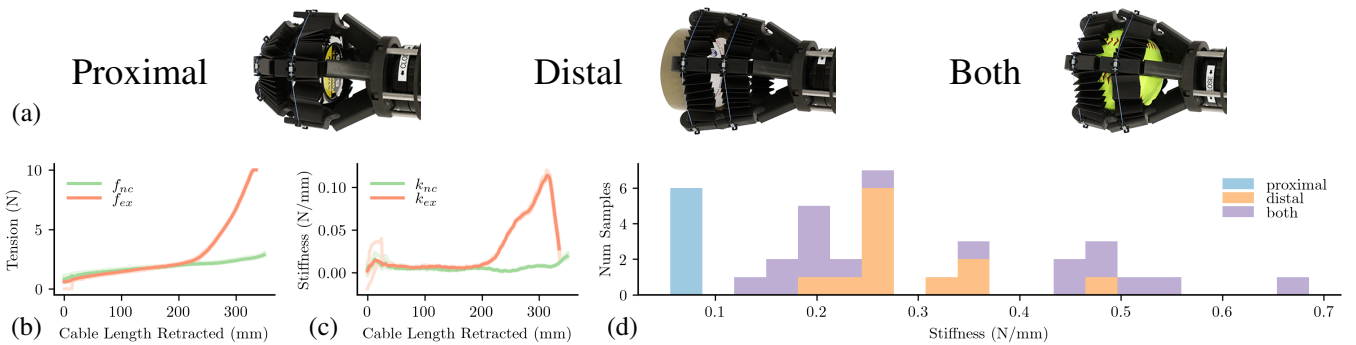 Proximal
Distal
Both
(a)
10
5
0
Tension (N)
f_nc
f_ex
0
100
200
300
Cable Length Retracted (mm)
(b)
0.10
0.05
0.00
Stiffness (N/mm)
k_nc
k_ex
0
100
200
300
Cable Length Retracted (mm)
(c)
6
4
2
0
Num Samples
proximal
distal
both
0.1
0.2
0.3
0.4
0.5
0.6
0.7
Stiffness (N/mm)
(d)